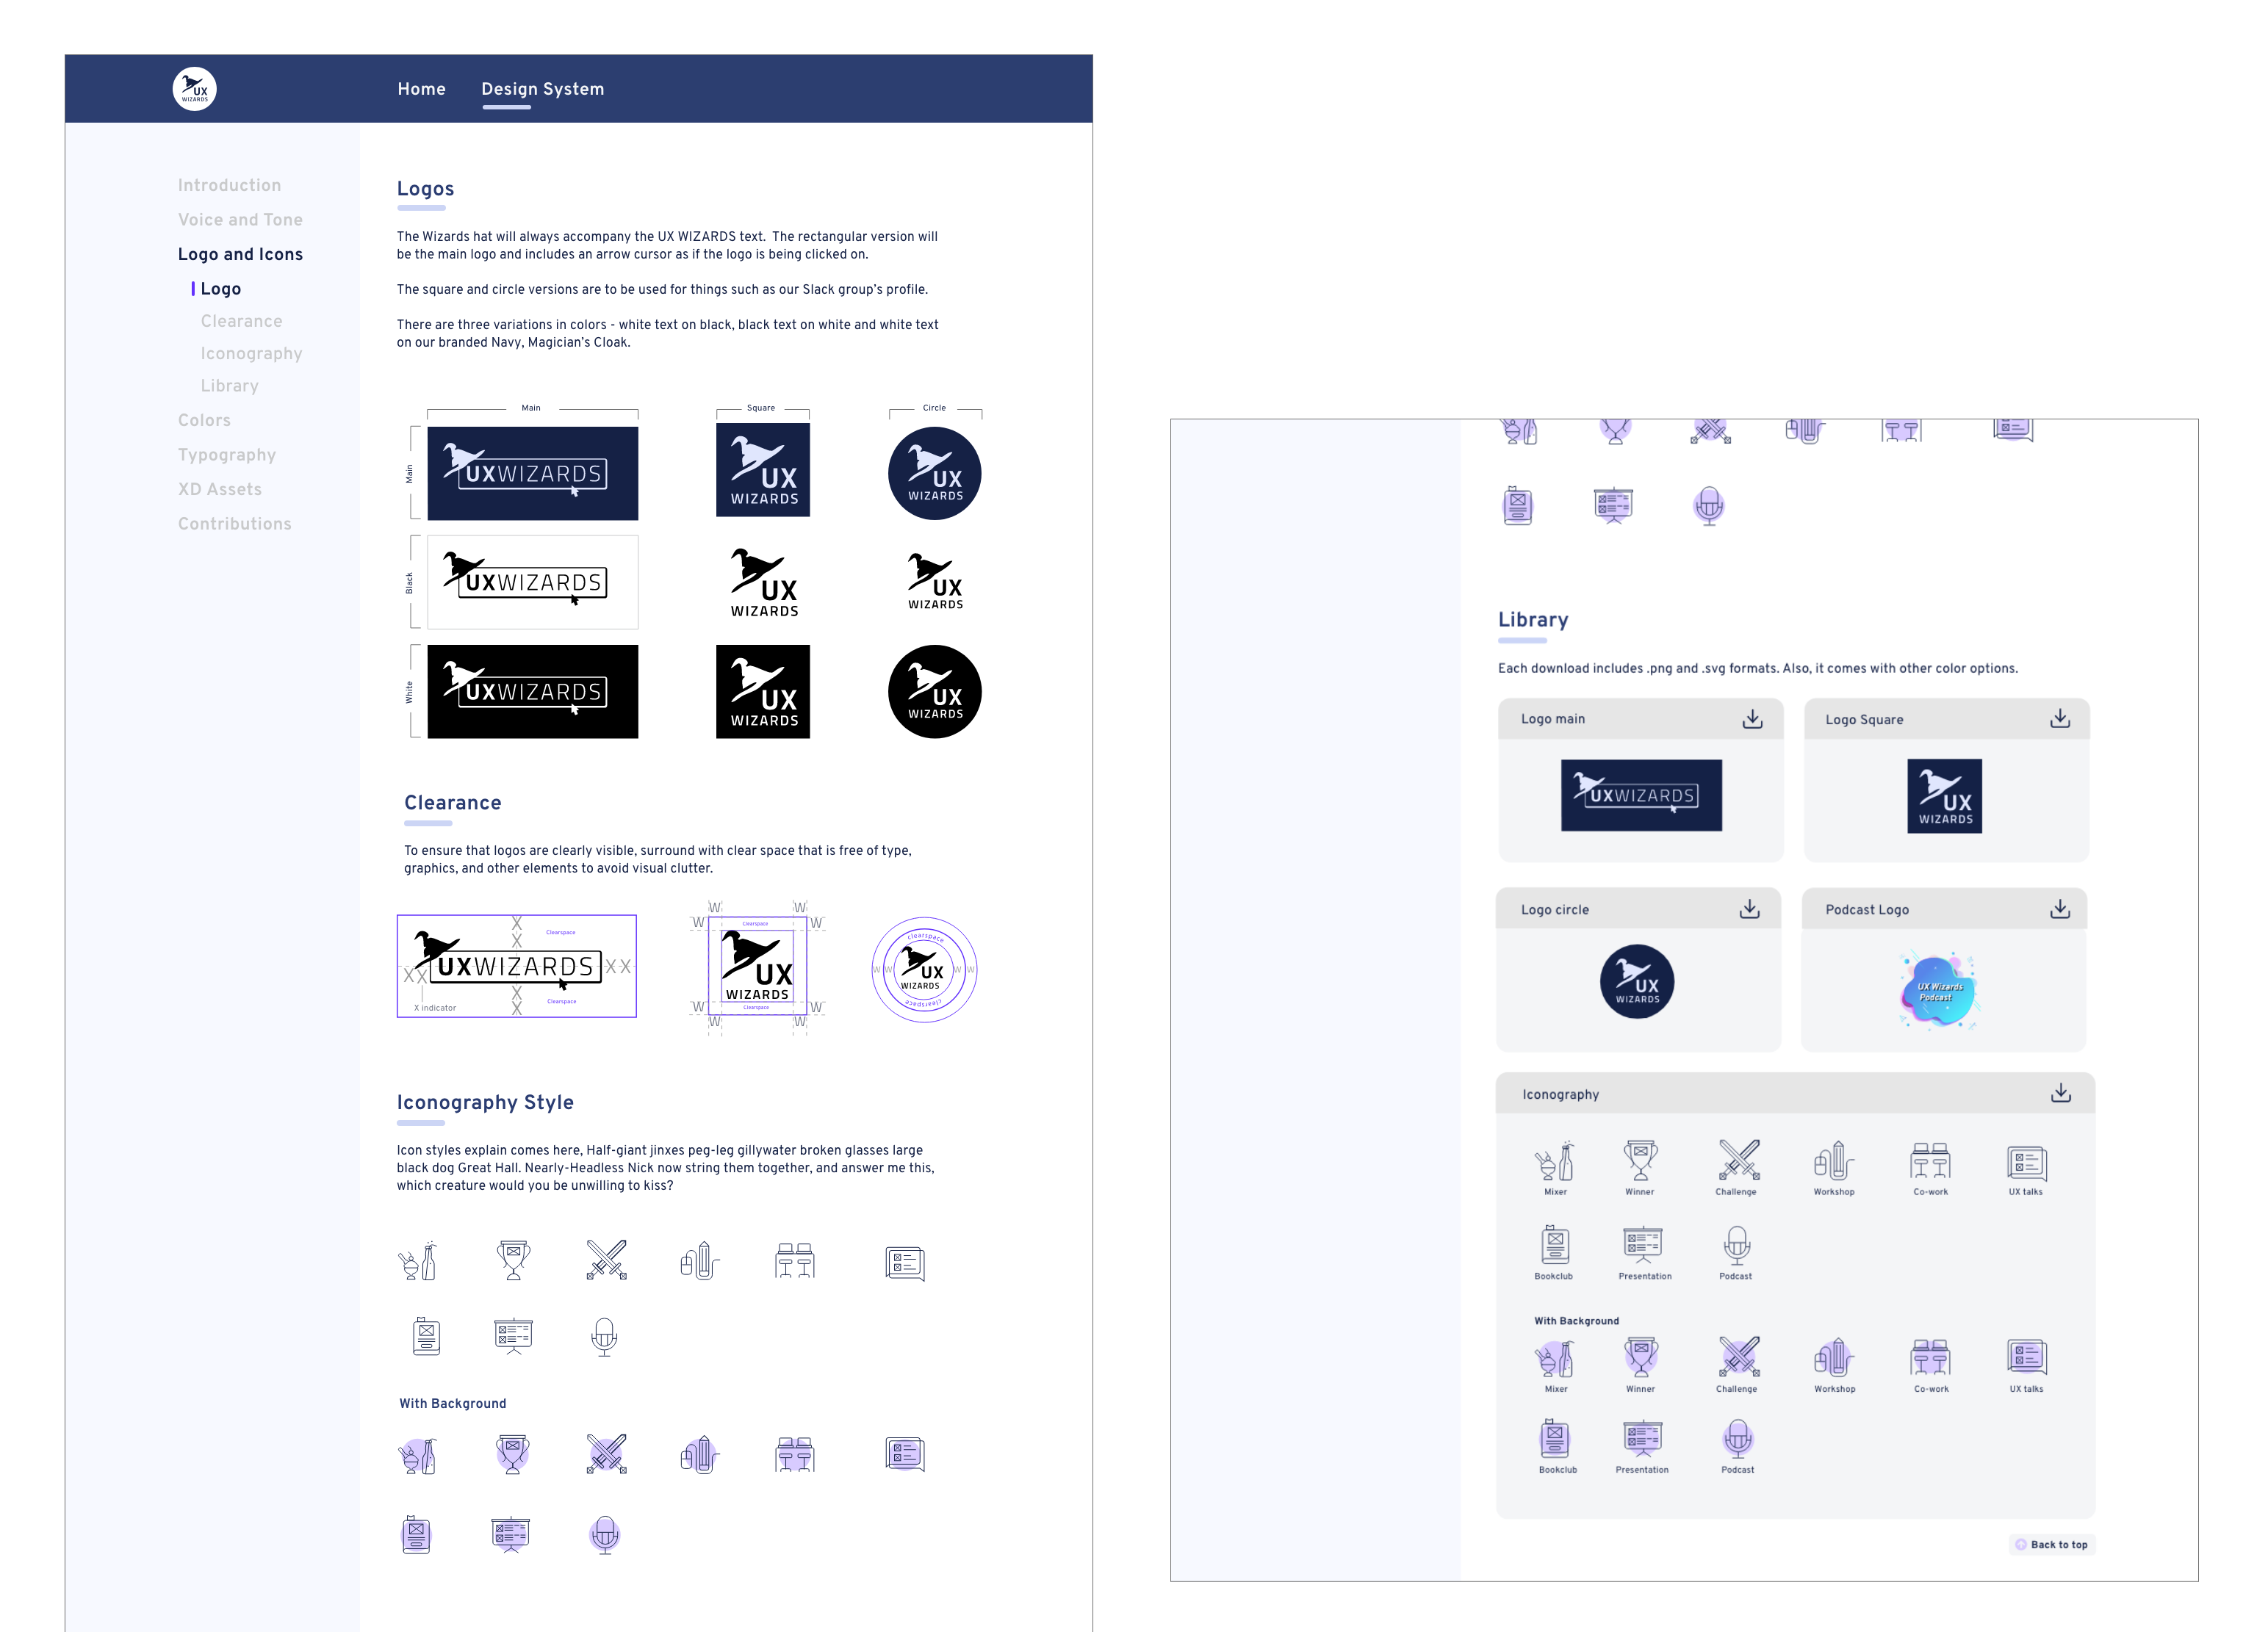 UX
WIZARDS
Home
Design System
Introduction
Voice and Tone
Logo and Icons
Logo
Clearance
Iconography
Library
Colors
Typography
XD Assets
Contributions
Logos
The Wizards hat will always accompany the UX WIZARDS text. The rectangular version will
be the main logo and includes an arrow cursor as if the logo is being clicked on.
The square and circle versions are to be used for things such as our Slack group's profile.
There are three variations in colors - white text on black, black text on white and white text
on our branded Navy, Magician's Cloak.
Main
Square
Circle
Main
UXWIZARDS
UX
WIZARDS
UX
WIZARDS
Black
UXWIZARDS
UX
WIZARDS
UX
WIZARDS
White
UXWIZARDS
UX
WIZARDS
UX
WIZARDS
Clearance
To ensure that logos are clearly visible, surround with clear space that is free of type,
graphics, and other elements to avoid visual clutter.
X
X
Clearspace
UXWIZARDS
X X
X X
X
X
Clearspace
X indicator
W
W
W
W
Clearspace
UX
WIZARDS
Clearspace
W
W
W
W
clearspace
W W
UX
WIZARDS
W W
clearspace
Iconography Style
Icon styles explain comes here, Half-giant jinxes peg-leg gillywater broken glasses large
black dog Great Hall. Nearly-Headless Nick now string them together, and answer me this,
which creature would you be unwilling to kiss?
With Background
Library
Each download includes .png and .svg formats. Also, it comes with other color options.
Logo main
UXWIZARDS
Logo Square
UX
WIZARDS
Logo circle
UX
WIZARDS
Podcast Logo
UX Wizards
Podcast
Iconography
Mixer
Winner
Challenge
Workshop
Co-work
UX talks
Bookclub
Presentation
Podcast
With Background
Mixer
Winner
Challenge
Workshop
Co-work
UX talks
Bookclub
Presentation
Podcast
Back to top